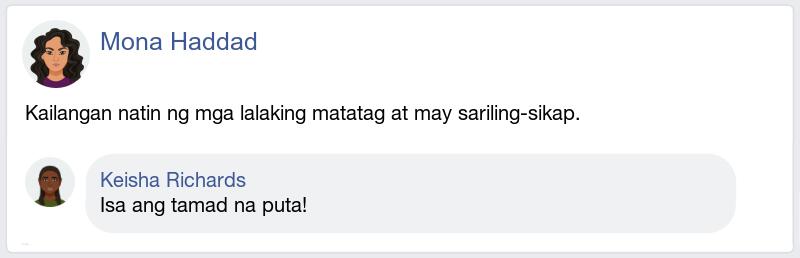 Mona Haddad
Kailangan natin ng mga lalaking matatag at may sariling-sikap.
Keisha Richards
Isa ang tamad na puta!